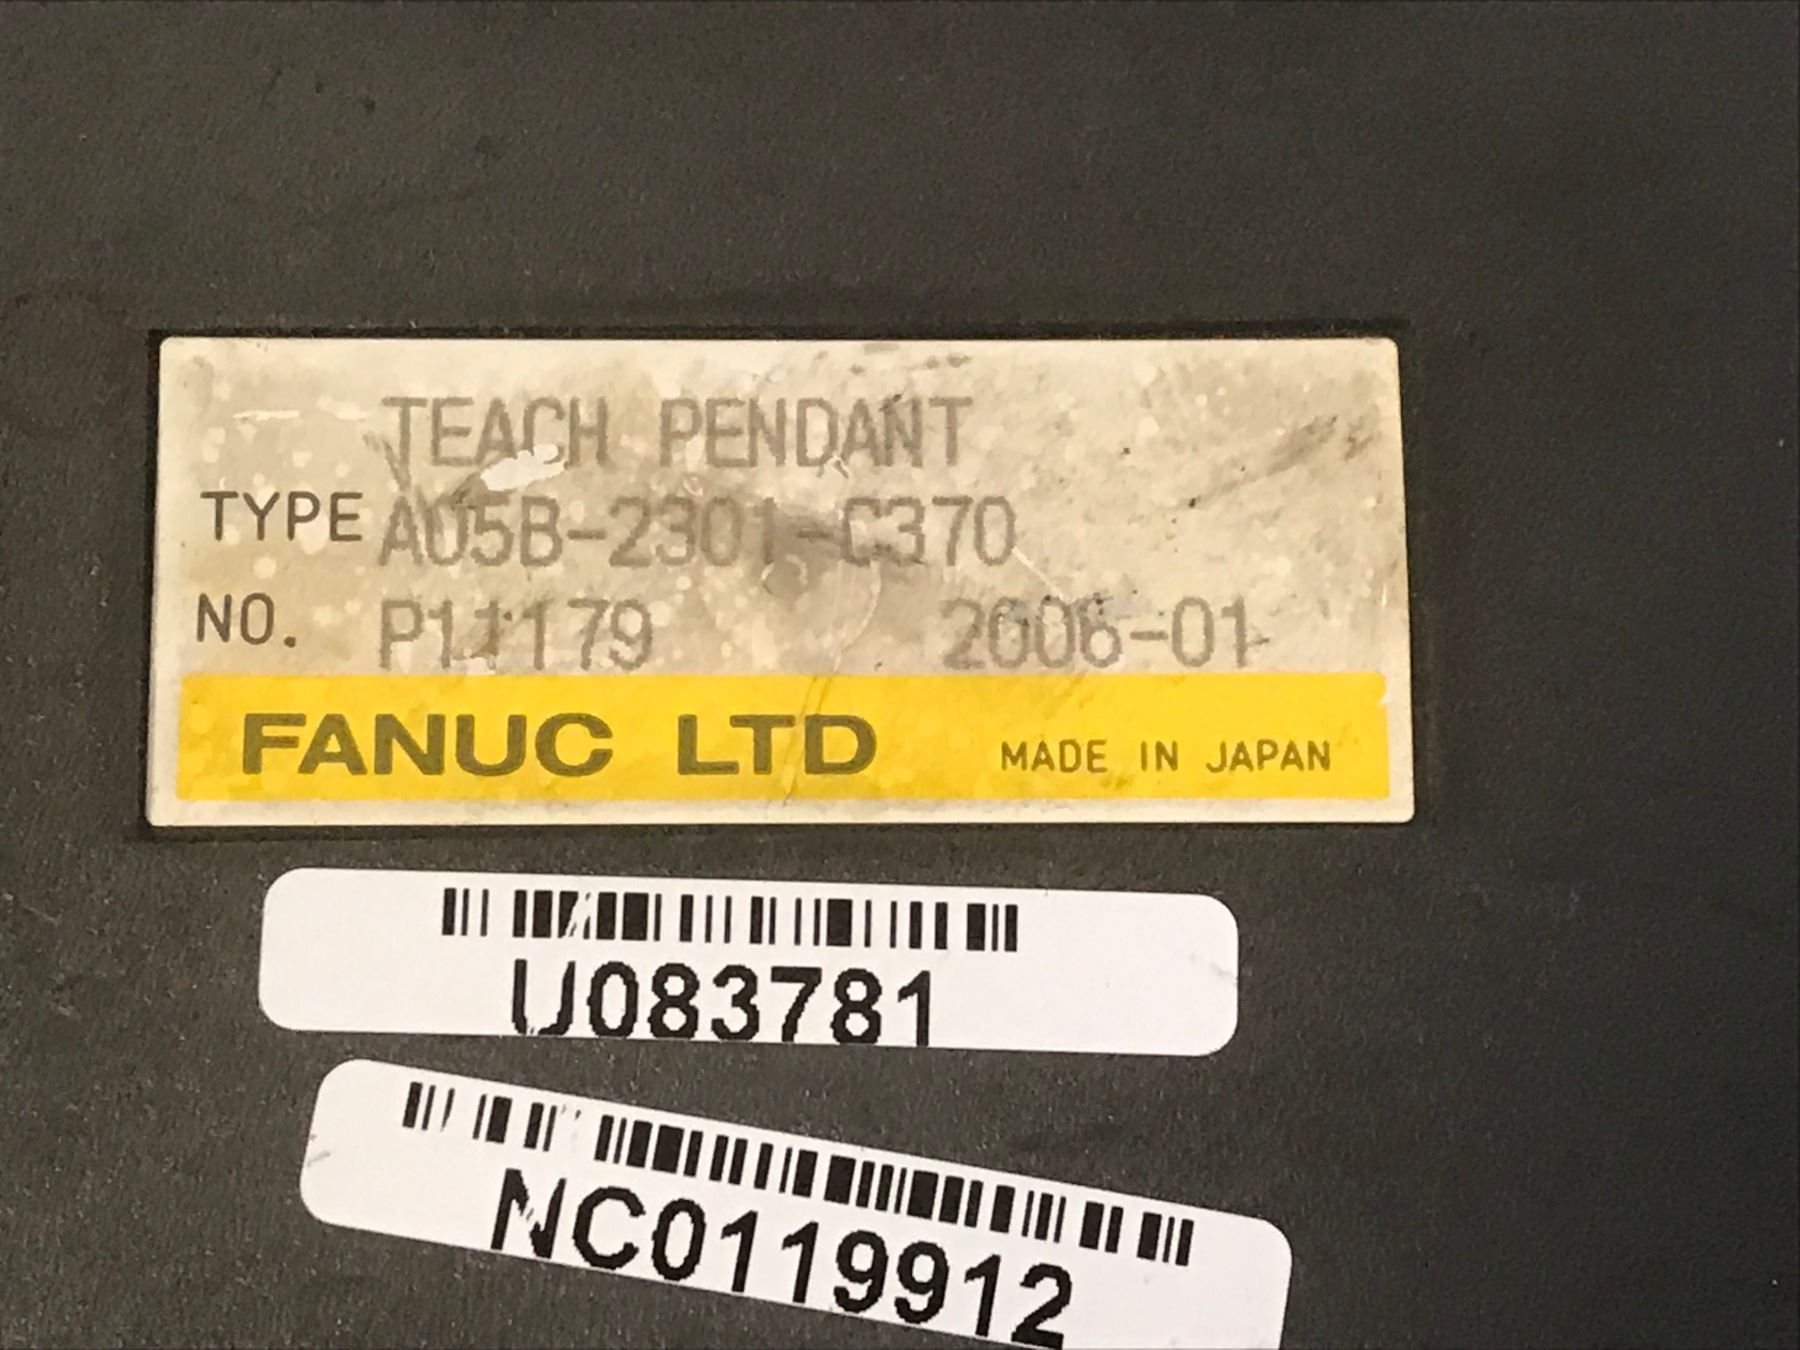 TEACH PENDANT
TYPE A05B-2301-C370
NO. P11179 2006-01
FANUC LTD MADE IN JAPAN
U083781
NC0119912